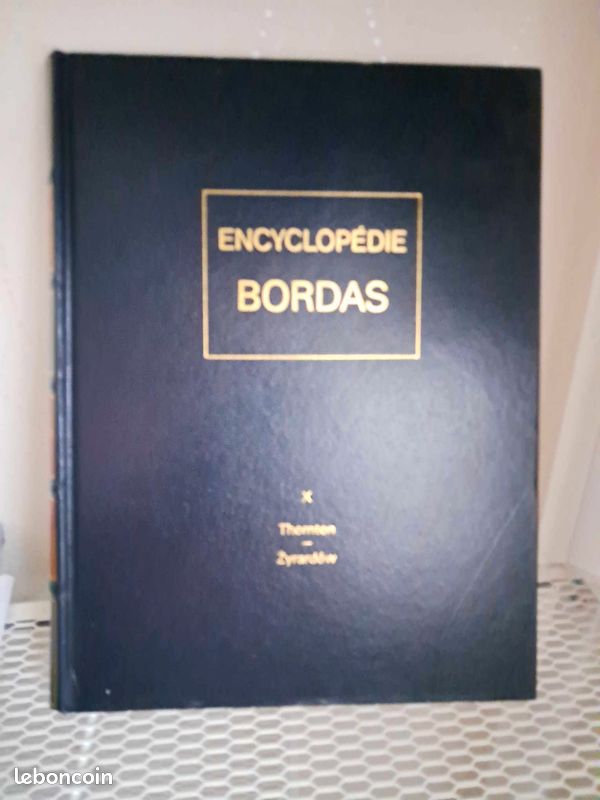 ENCYCLOPÉDIE
BORDAS
X
Thornton
–
Żyrardów
leboncoin